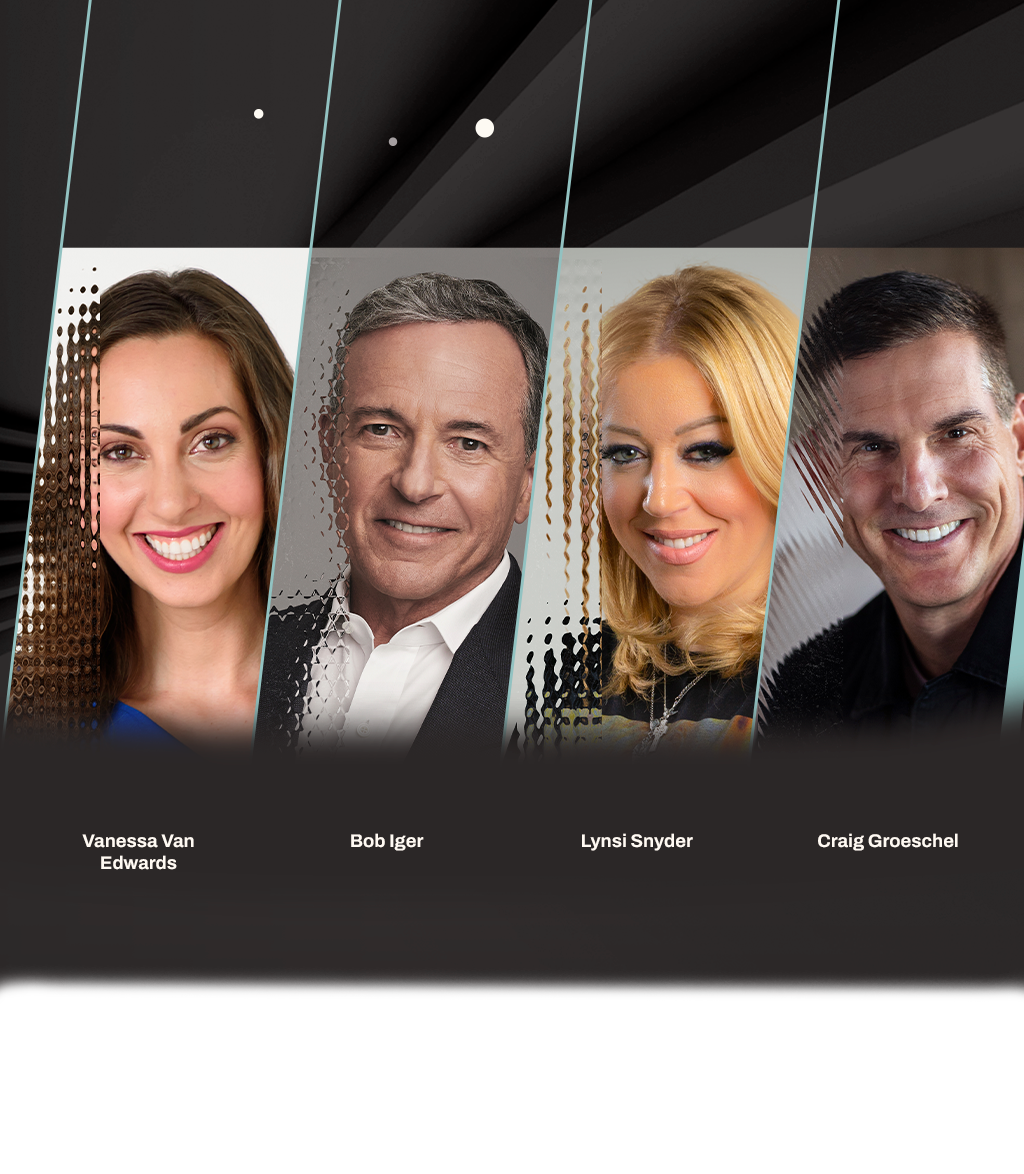 Vanessa Van
Edwards
Bob Iger
Lynsi Snyder
Craig Groeschel